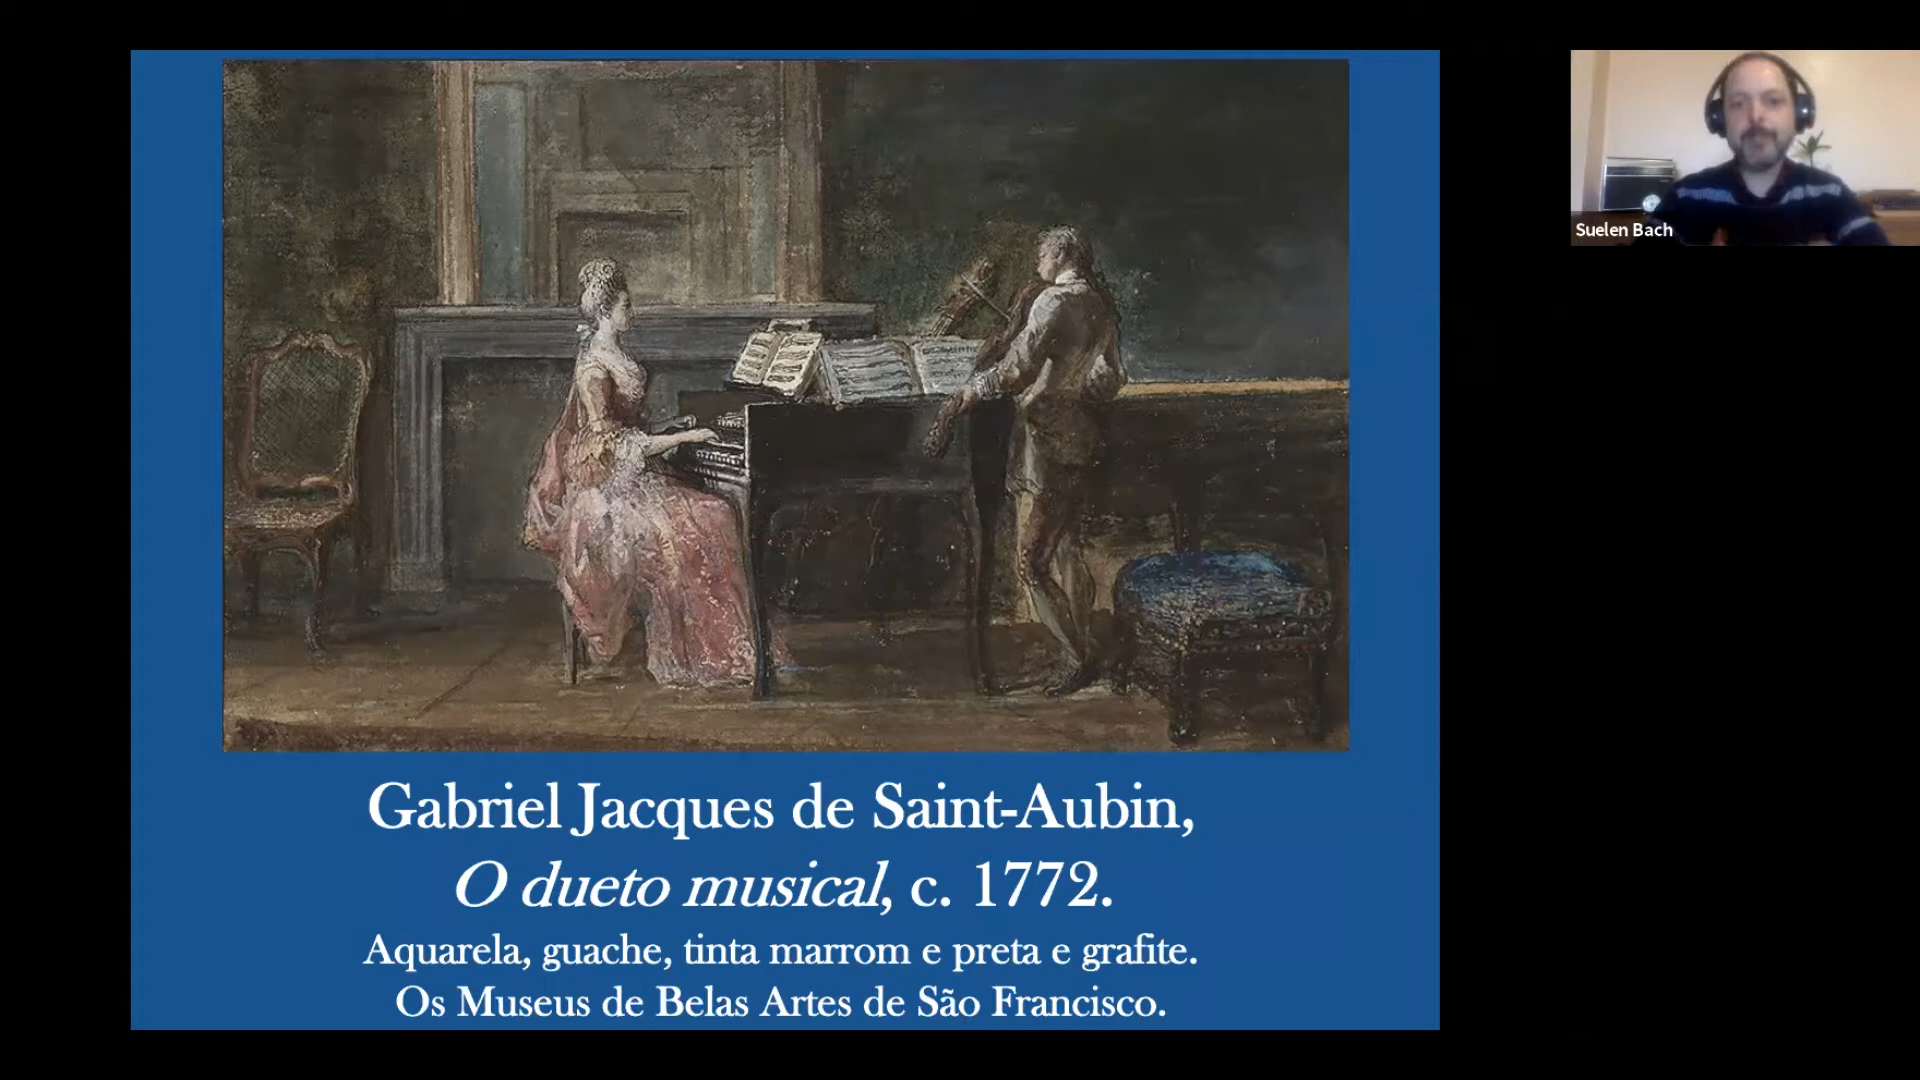 Suelen Bach
Gabriel Jacques de Saint-Aubin,
O dueto musical, c. 1772.
Aquarela, guache, tinta marrom e preta e grafite.
Os Museus de Belas Artes de São Francisco.